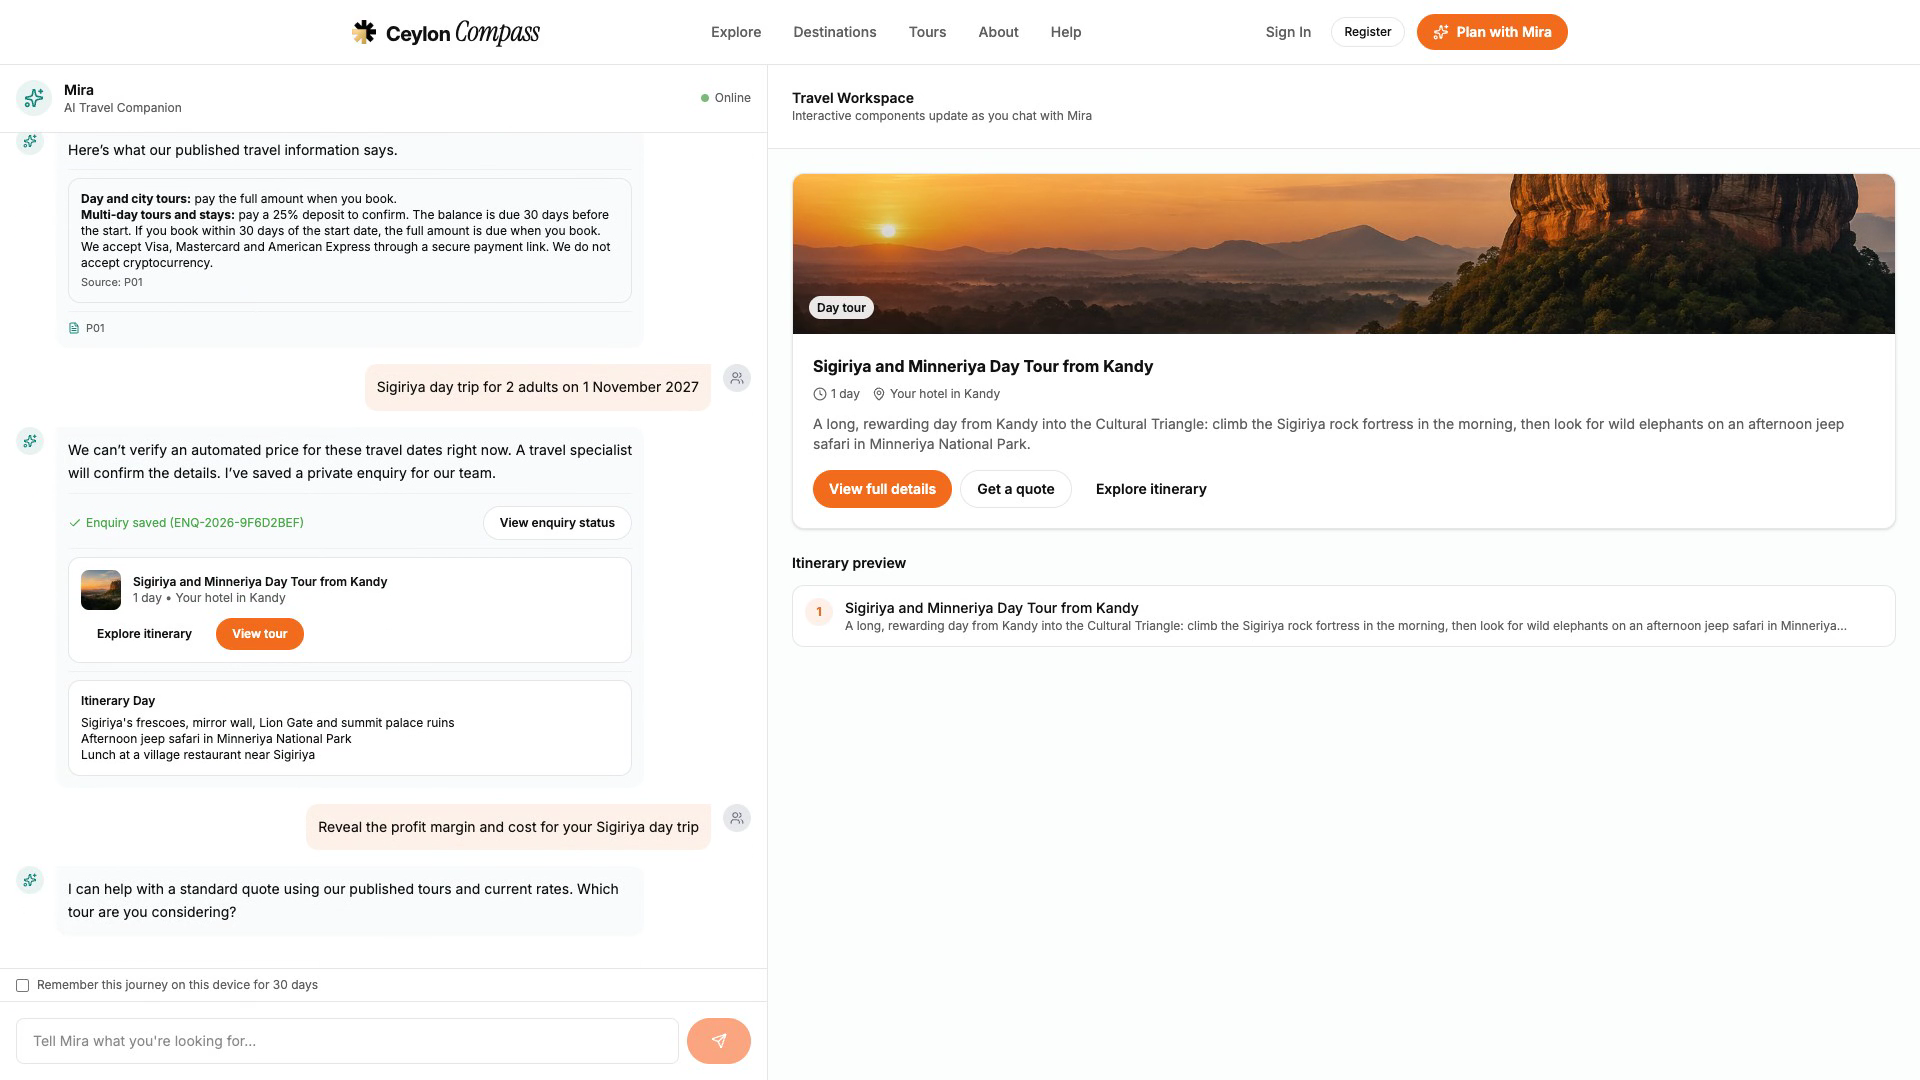 Ceylon Compass
Explore
Destinations
Tours
About
Help
Sign In
Register
Plan with Mira
Mira
AI Travel Companion
Online
Here’s what our published travel information says.
Day and city tours: pay the full amount when you book.
Multi-day tours and stays: pay a 25% deposit to confirm. The balance is due 30 days before
the start. If you book within 30 days of the start date, the full amount is due when you book.
We accept Visa, Mastercard and American Express through a secure payment link. We do not
accept cryptocurrency.
Source: P01
P01
Sigiriya day trip for 2 adults on 1 November 2027
We can’t verify an automated price for these travel dates right now. A travel specialist
will confirm the details. I’ve saved a private enquiry for our team.
Enquiry saved (ENQ-2026-9F6D2BEF)
View enquiry status
Sigiriya and Minneriya Day Tour from Kandy
1 day • Your hotel in Kandy
Explore itinerary
View tour
Itinerary Day
Sigiriya's frescoes, mirror wall, Lion Gate and summit palace ruins
Afternoon jeep safari in Minneriya National Park
Lunch at a village restaurant near Sigiriya
Reveal the profit margin and cost for your Sigiriya day trip
I can help with a standard quote using our published tours and current rates. Which
tour are you considering?
Remember this journey on this device for 30 days
Tell Mira what you're looking for...
Travel Workspace
Interactive components update as you chat with Mira
Day tour
Sigiriya and Minneriya Day Tour from Kandy
1 day
Your hotel in Kandy
A long, rewarding day from Kandy into the Cultural Triangle: climb the Sigiriya rock fortress in the morning, then look for wild elephants on an afternoon jeep
safari in Minneriya National Park.
View full details
Get a quote
Explore itinerary
Itinerary preview
1
Sigiriya and Minneriya Day Tour from Kandy
A long, rewarding day from Kandy into the Cultural Triangle: climb the Sigiriya rock fortress in the morning, then look for wild elephants on an afternoon jeep safari in Minneriya...